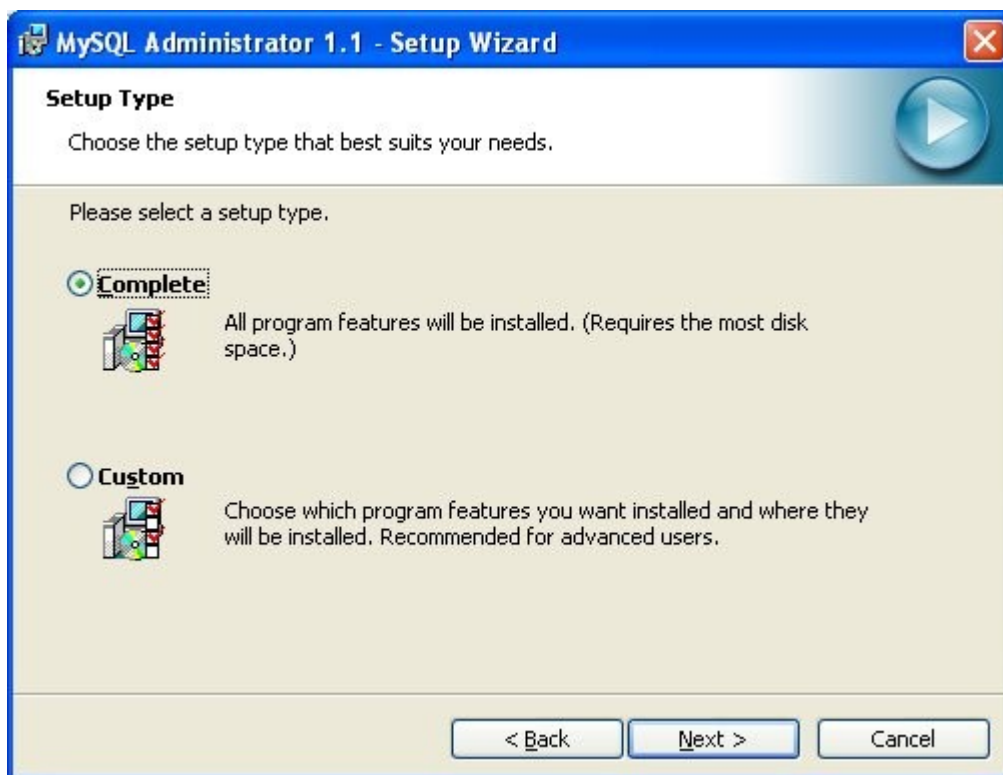 MySQL Administrator 1.1 - Setup Wizard
Setup Type
Choose the setup type that best suits your needs.
Please select a setup type.
Complete
All program features will be installed. (Requires the most disk
space.)
Custom
Choose which program features you want installed and where they
will be installed. Recommended for advanced users.
< Back Next > Cancel